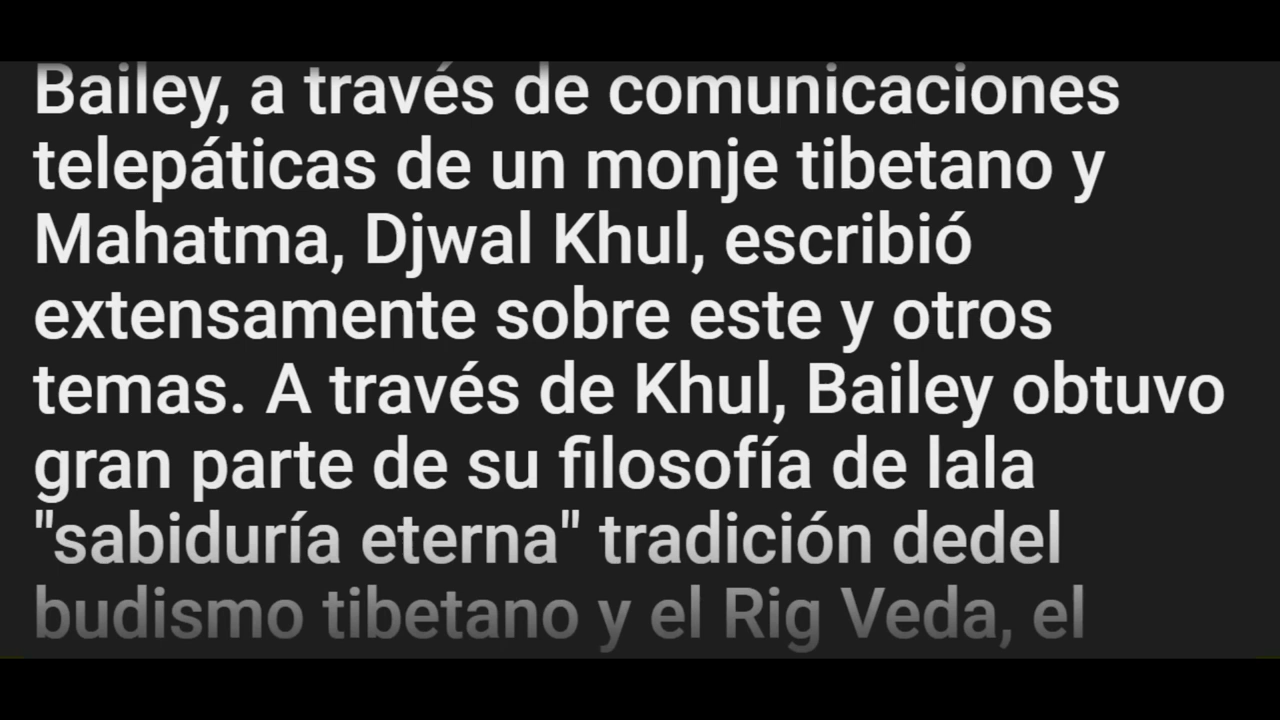 Bailey, a través de comunicaciones
telepáticas de un monje tibetano y
Mahatma, Djwal Khul, escribió
extensamente sobre este y otros
temas. A través de Khul, Bailey obtuvo
gran parte de su filosofía de lala
"sabiduría eterna" tradición dedel
budismo tibetano y el Rig Veda, el